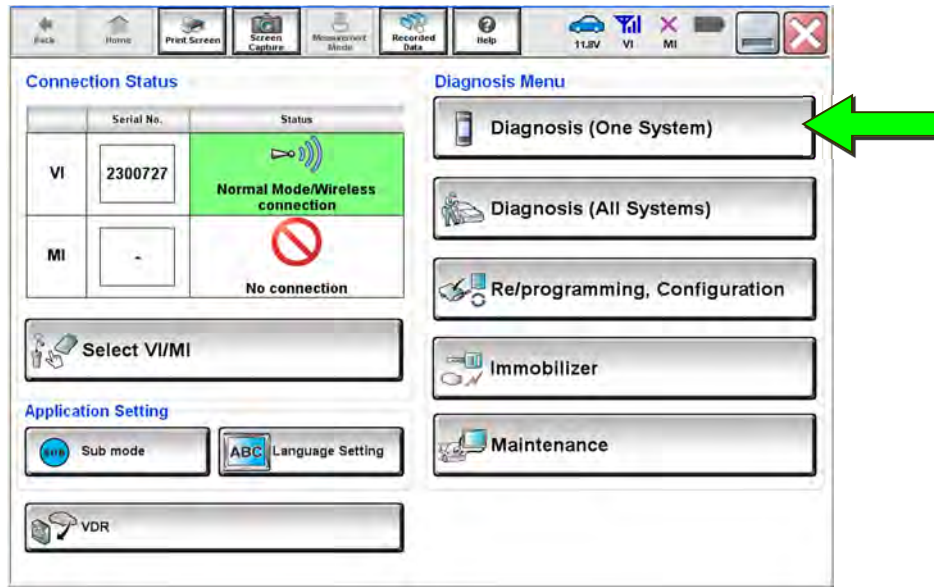 Back
Home
Print Screen
Screen
Capture
Measurement
Mode
Recorded
Data
Help
11.8V
VI
MI
Connection Status
Serial No.
Status
VI
2300727
Normal Mode/Wireless
connection
MI
-
No connection
Select VI/MI
Application Setting
SUB
Sub mode
ABC
Language Setting
VDR
Diagnosis Menu
Diagnosis (One System)
Diagnosis (All Systems)
Re/programming, Configuration
Immobilizer
Maintenance